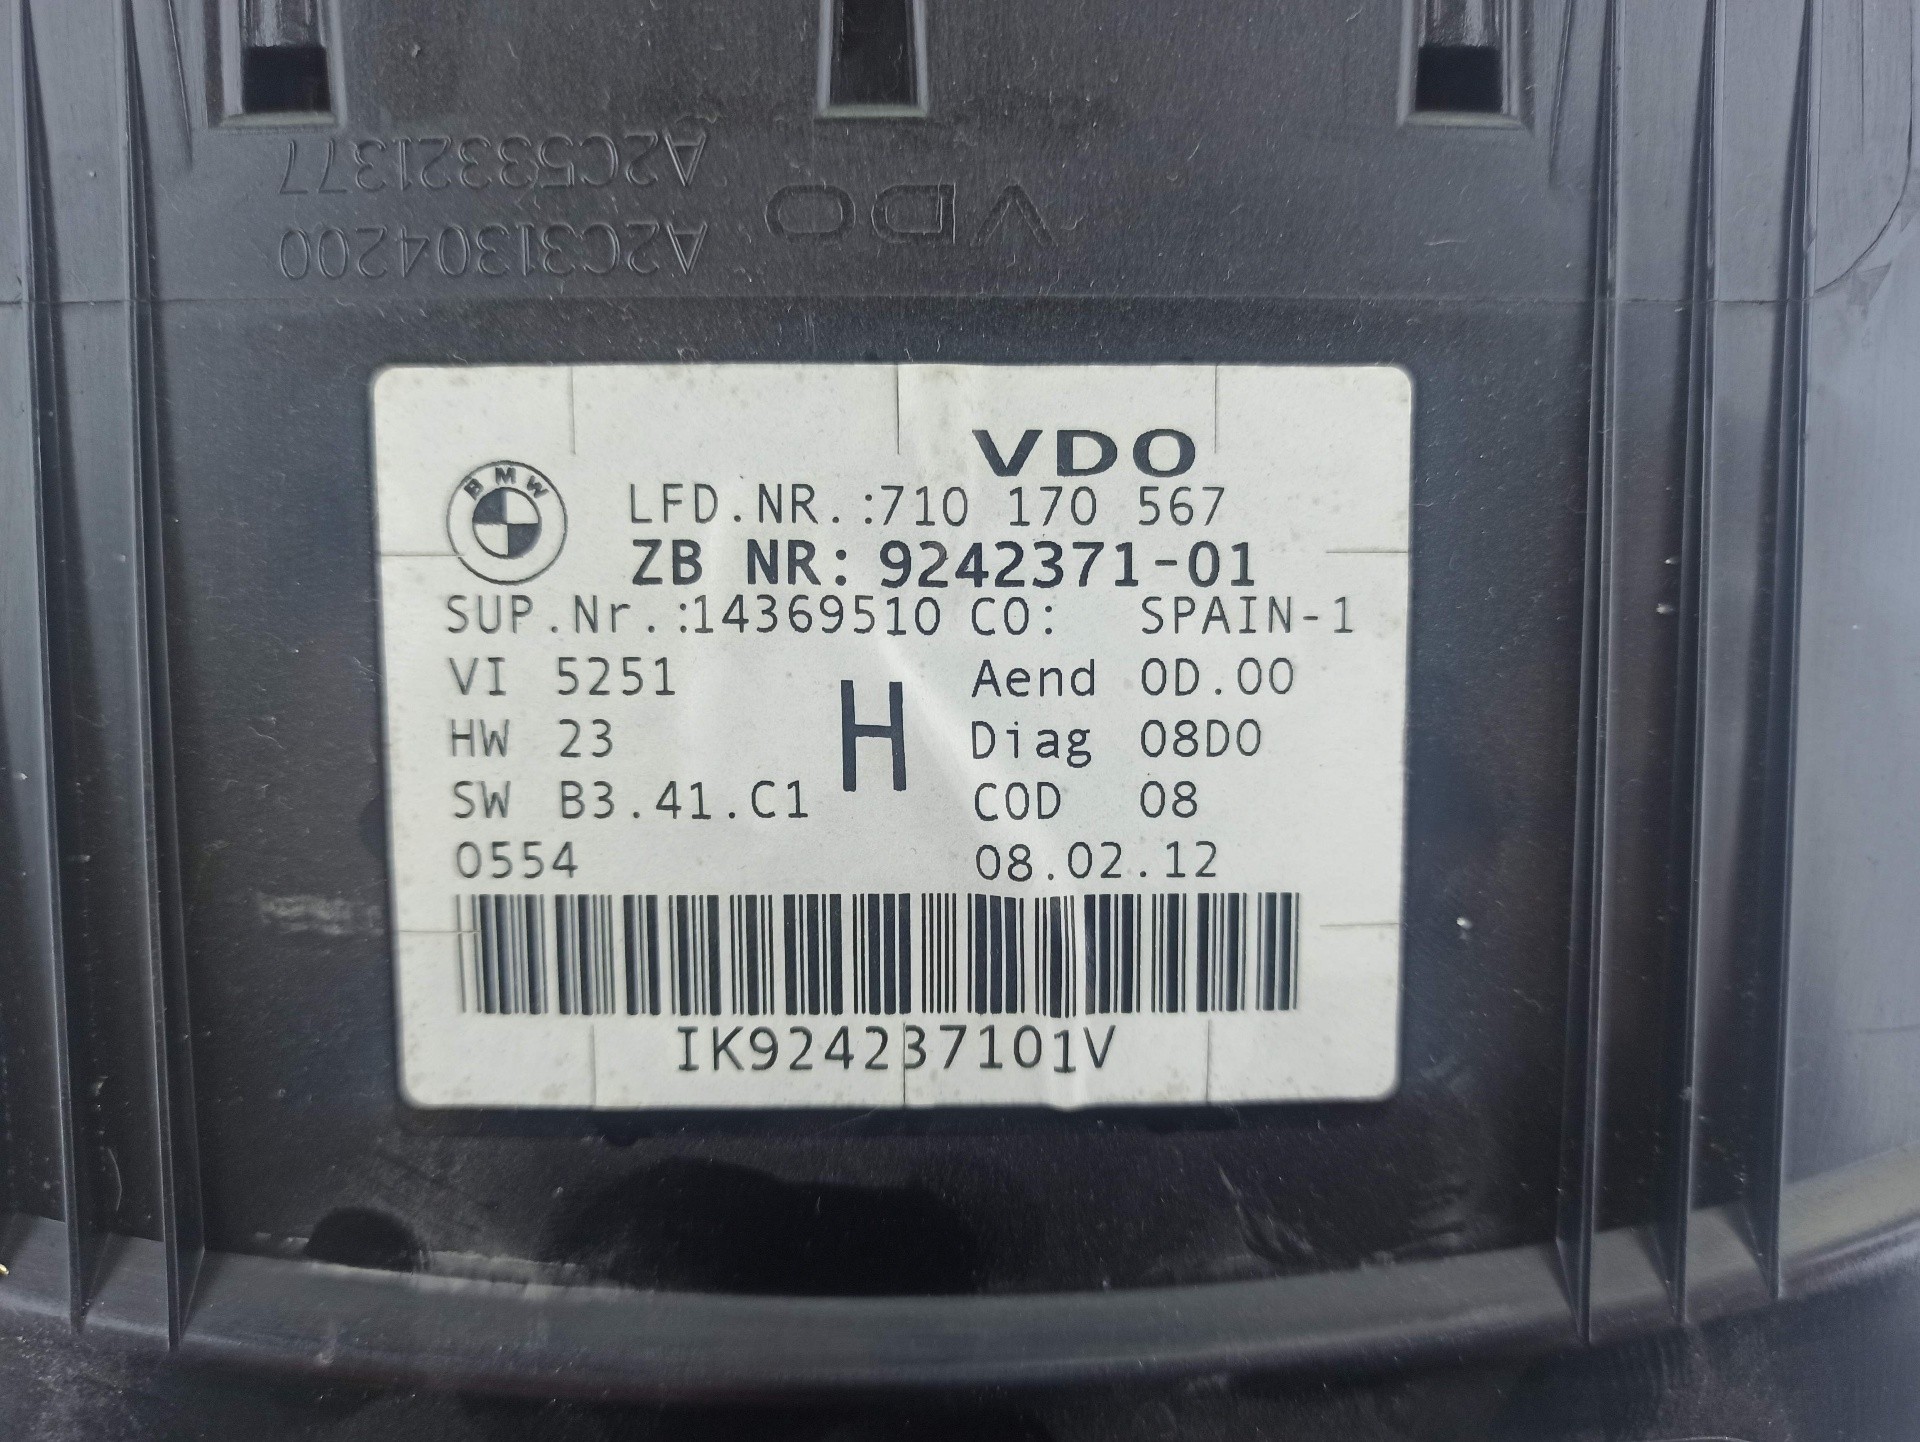 A2C53321377
A2C31304200
VDO
VDO
BMW
LFD.NR.:710 170 567
ZB NR: 9242371-01
SUP.Nr.:14369510 CO: SPAIN-1
VI 5251
Aend 0D.00
HW 23
H
Diag 08D0
SW B3.41.C1
COD 08
0554
08.02.12
IK924237101V